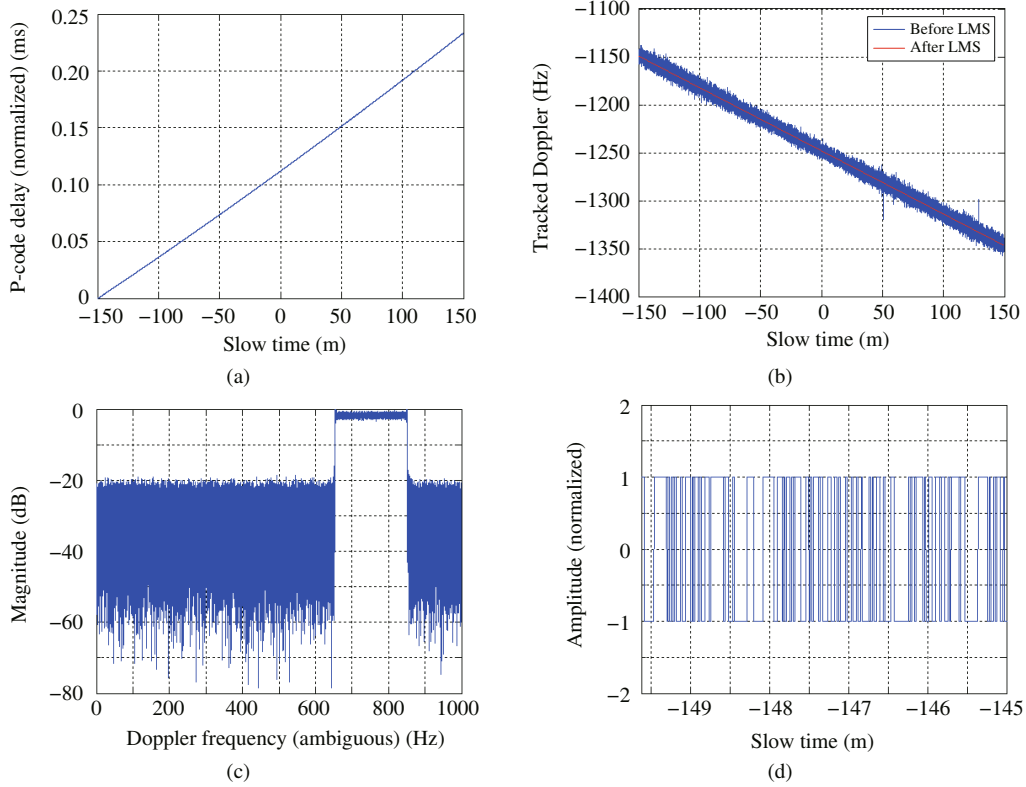 P-code delay (normalized) (ms)
0.25
0.20
0.15
0.10
0.05
0
−150 −100 −50 0 50 100 150
Slow time (m)
(a)
Tracked Doppler (Hz)
−1100
−1150
−1200
−1250
−1300
−1350
−1400
Before LMS
After LMS
−150 −100 −50 0 50 100 150
Slow time (m)
(b)
Magnitude (dB)
0
−20
−40
−60
−80
0 200 400 600 800 1000
Doppler frequency (ambiguous) (Hz)
(c)
Amplitude (normalized)
2
1
0
−1
−2
−149 −148 −147 −146 −145
Slow time (m)
(d)